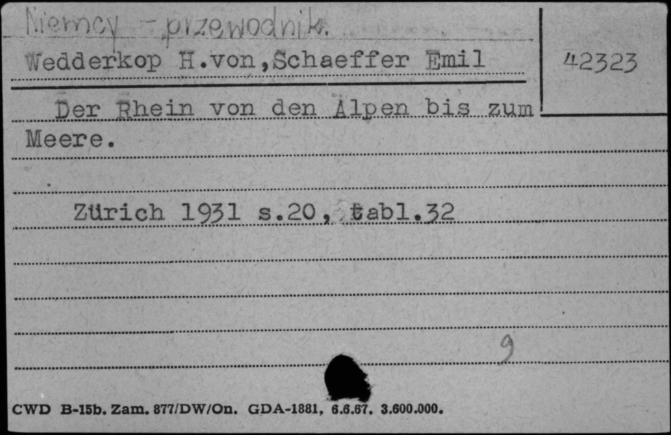 Niemcy - przewodnik.
Wedderkop H.von,Schaeffer Emil
42323
Der Rhein von den Alpen bis zum
Meere.
Zürich 1931 s.20, tabl.32
9
CWD B-15b. Zam. 877/DW/On. GDA-1881, 6.6.67. 3.600.000.